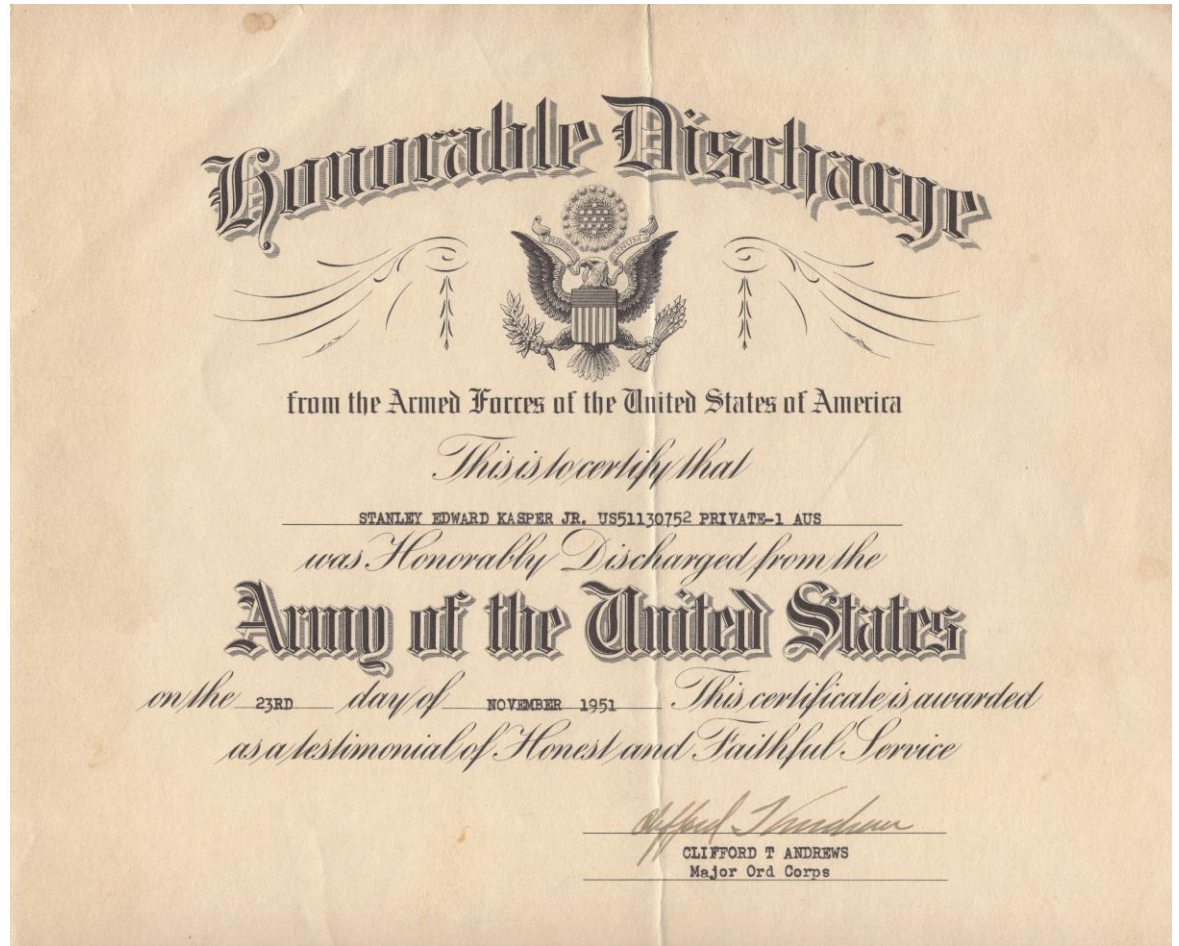 Honorable Discharge
from the Armed Forces of the United States of America
This is to certify that
STANLEY EDWARD KASPER JR. US51130752 PRIVATE-1 AUS
was Honorably Discharged from the
Army of the United States
on the 23RD day of NOVEMBER 1951 This certificate is awarded
as a testimonial of Honest and Faithful Service
CLIFFORD T ANDREWS
Major Ord Corps